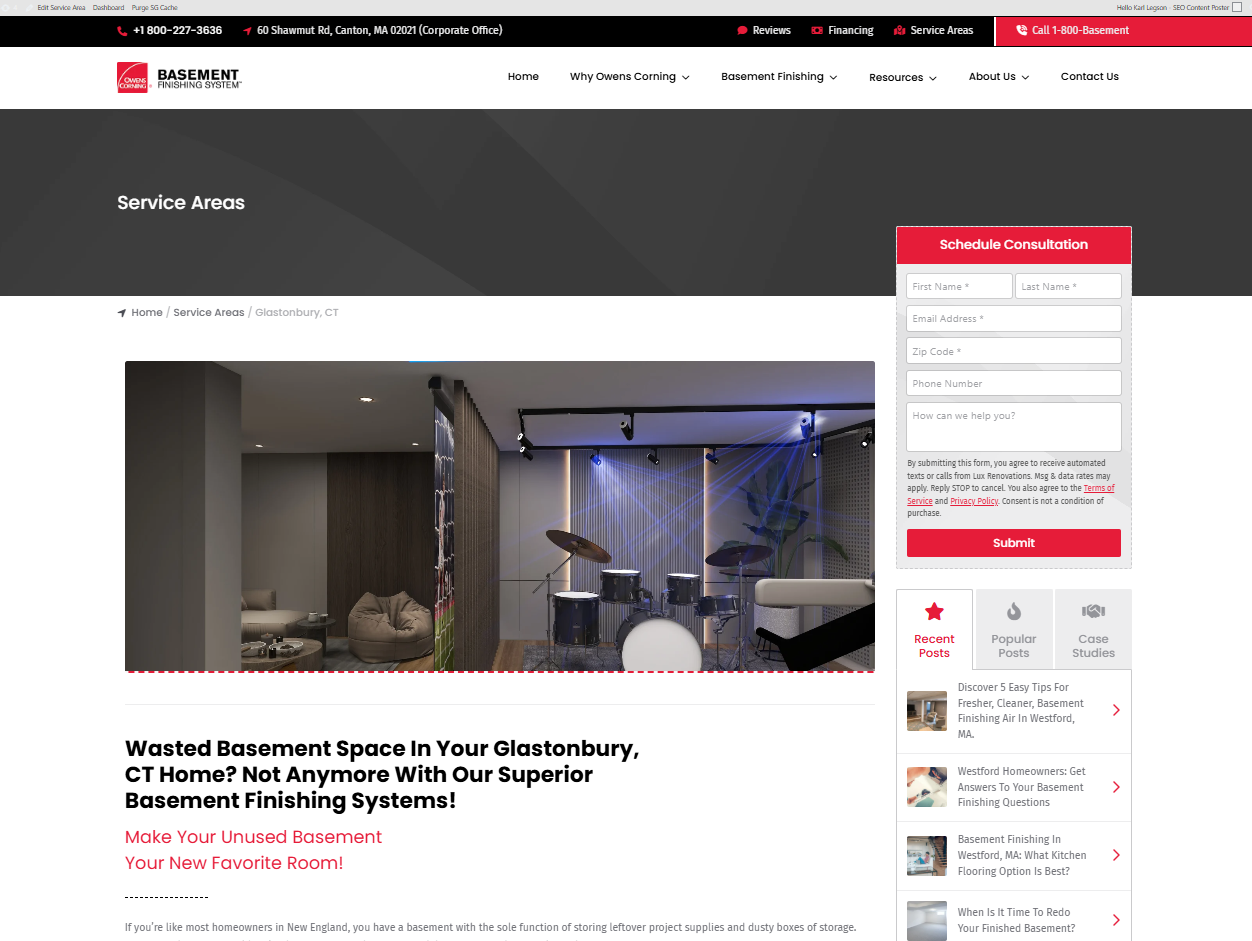 Edit Service Area Dashboard Purge SG Cache
Hello Karl Legson - SEO Content Poster
+1 800-227-3636 60 Shawmut Rd, Canton, MA 02021 (Corporate Office)
Reviews Financing Service Areas Call 1-800-Basement
OWENS CORNING BASEMENT FINISHING SYSTEM™
Home Why Owens Corning Basement Finishing Resources About Us Contact Us
Service Areas
Schedule Consultation
First Name * Last Name *
Email Address *
Zip Code *
Phone Number
How can we help you?
By submitting this form, you agree to receive automated
texts or calls from Lux Renovations. Msg & data rates may
apply. Reply STOP to cancel. You also agree to the Terms of
Service and Privacy Policy. Consent is not a condition of
purchase.
Submit
Home / Service Areas / Glastonbury, CT
Wasted Basement Space In Your Glastonbury,
CT Home? Not Anymore With Our Superior
Basement Finishing Systems!
Make Your Unused Basement
Your New Favorite Room!
If you're like most homeowners in New England, you have a basement with the sole function of storing leftover project supplies and dusty boxes of storage.
Recent
Posts
Popular
Posts
Case
Studies
Discover 5 Easy Tips For
Fresher, Cleaner, Basement
Finishing Air In Westford,
MA.
Westford Homeowners: Get
Answers To Your Basement
Finishing Questions
Basement Finishing In
Westford, MA: What Kitchen
Flooring Option Is Best?
When Is It Time To Redo
Your Finished Basement?